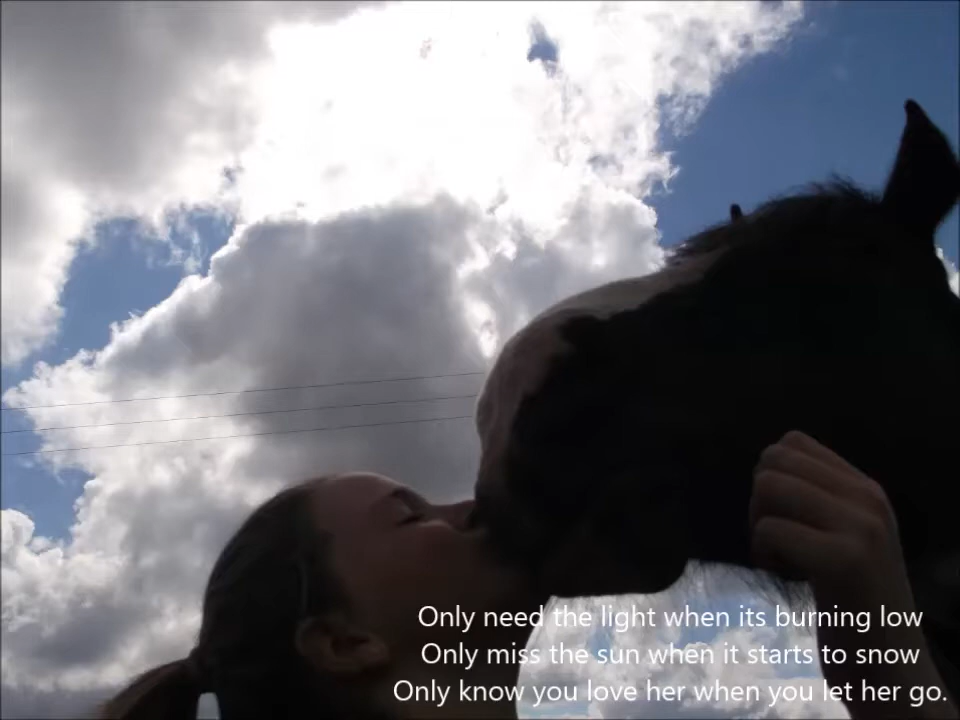 Only need the light when its burning low
Only miss the sun when it starts to snow
Only know you love her when you let her go.